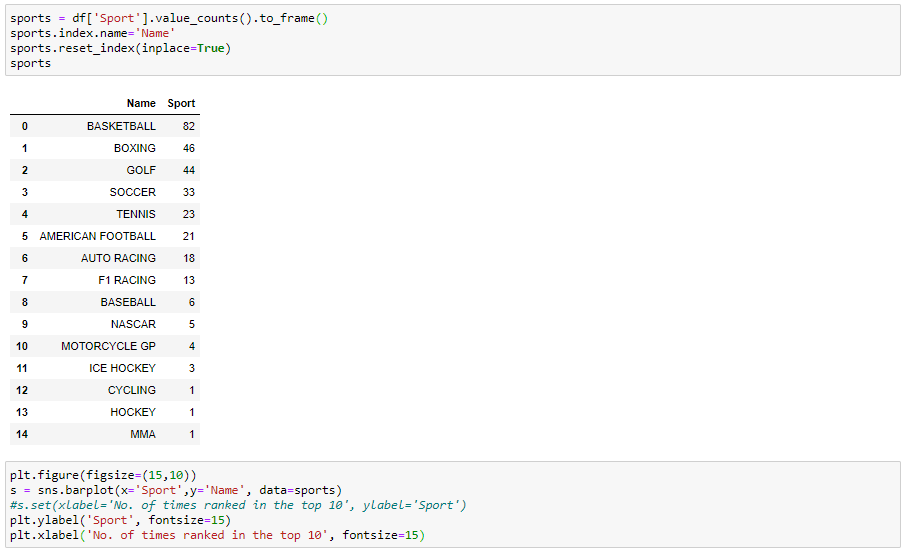 sports = df['Sport'].value_counts().to_frame()
sports.index.name='Name'
sports.reset_index(inplace=True)
sports
Name Sport
0 BASKETBALL 82
1 BOXING 46
2 GOLF 44
3 SOCCER 33
4 TENNIS 23
5 AMERICAN FOOTBALL 21
6 AUTO RACING 18
7 F1 RACING 13
8 BASEBALL 6
9 NASCAR 5
10 MOTORCYCLE GP 4
11 ICE HOCKEY 3
12 CYCLING 1
13 HOCKEY 1
14 MMA 1
plt.figure(figsize=(15,10))
s = sns.barplot(x='Sport',y='Name', data=sports)
#s.set(xlabel='No. of times ranked in the top 10', ylabel='Sport')
plt.ylabel('Sport', fontsize=15)
plt.xlabel('No. of times ranked in the top 10', fontsize=15)